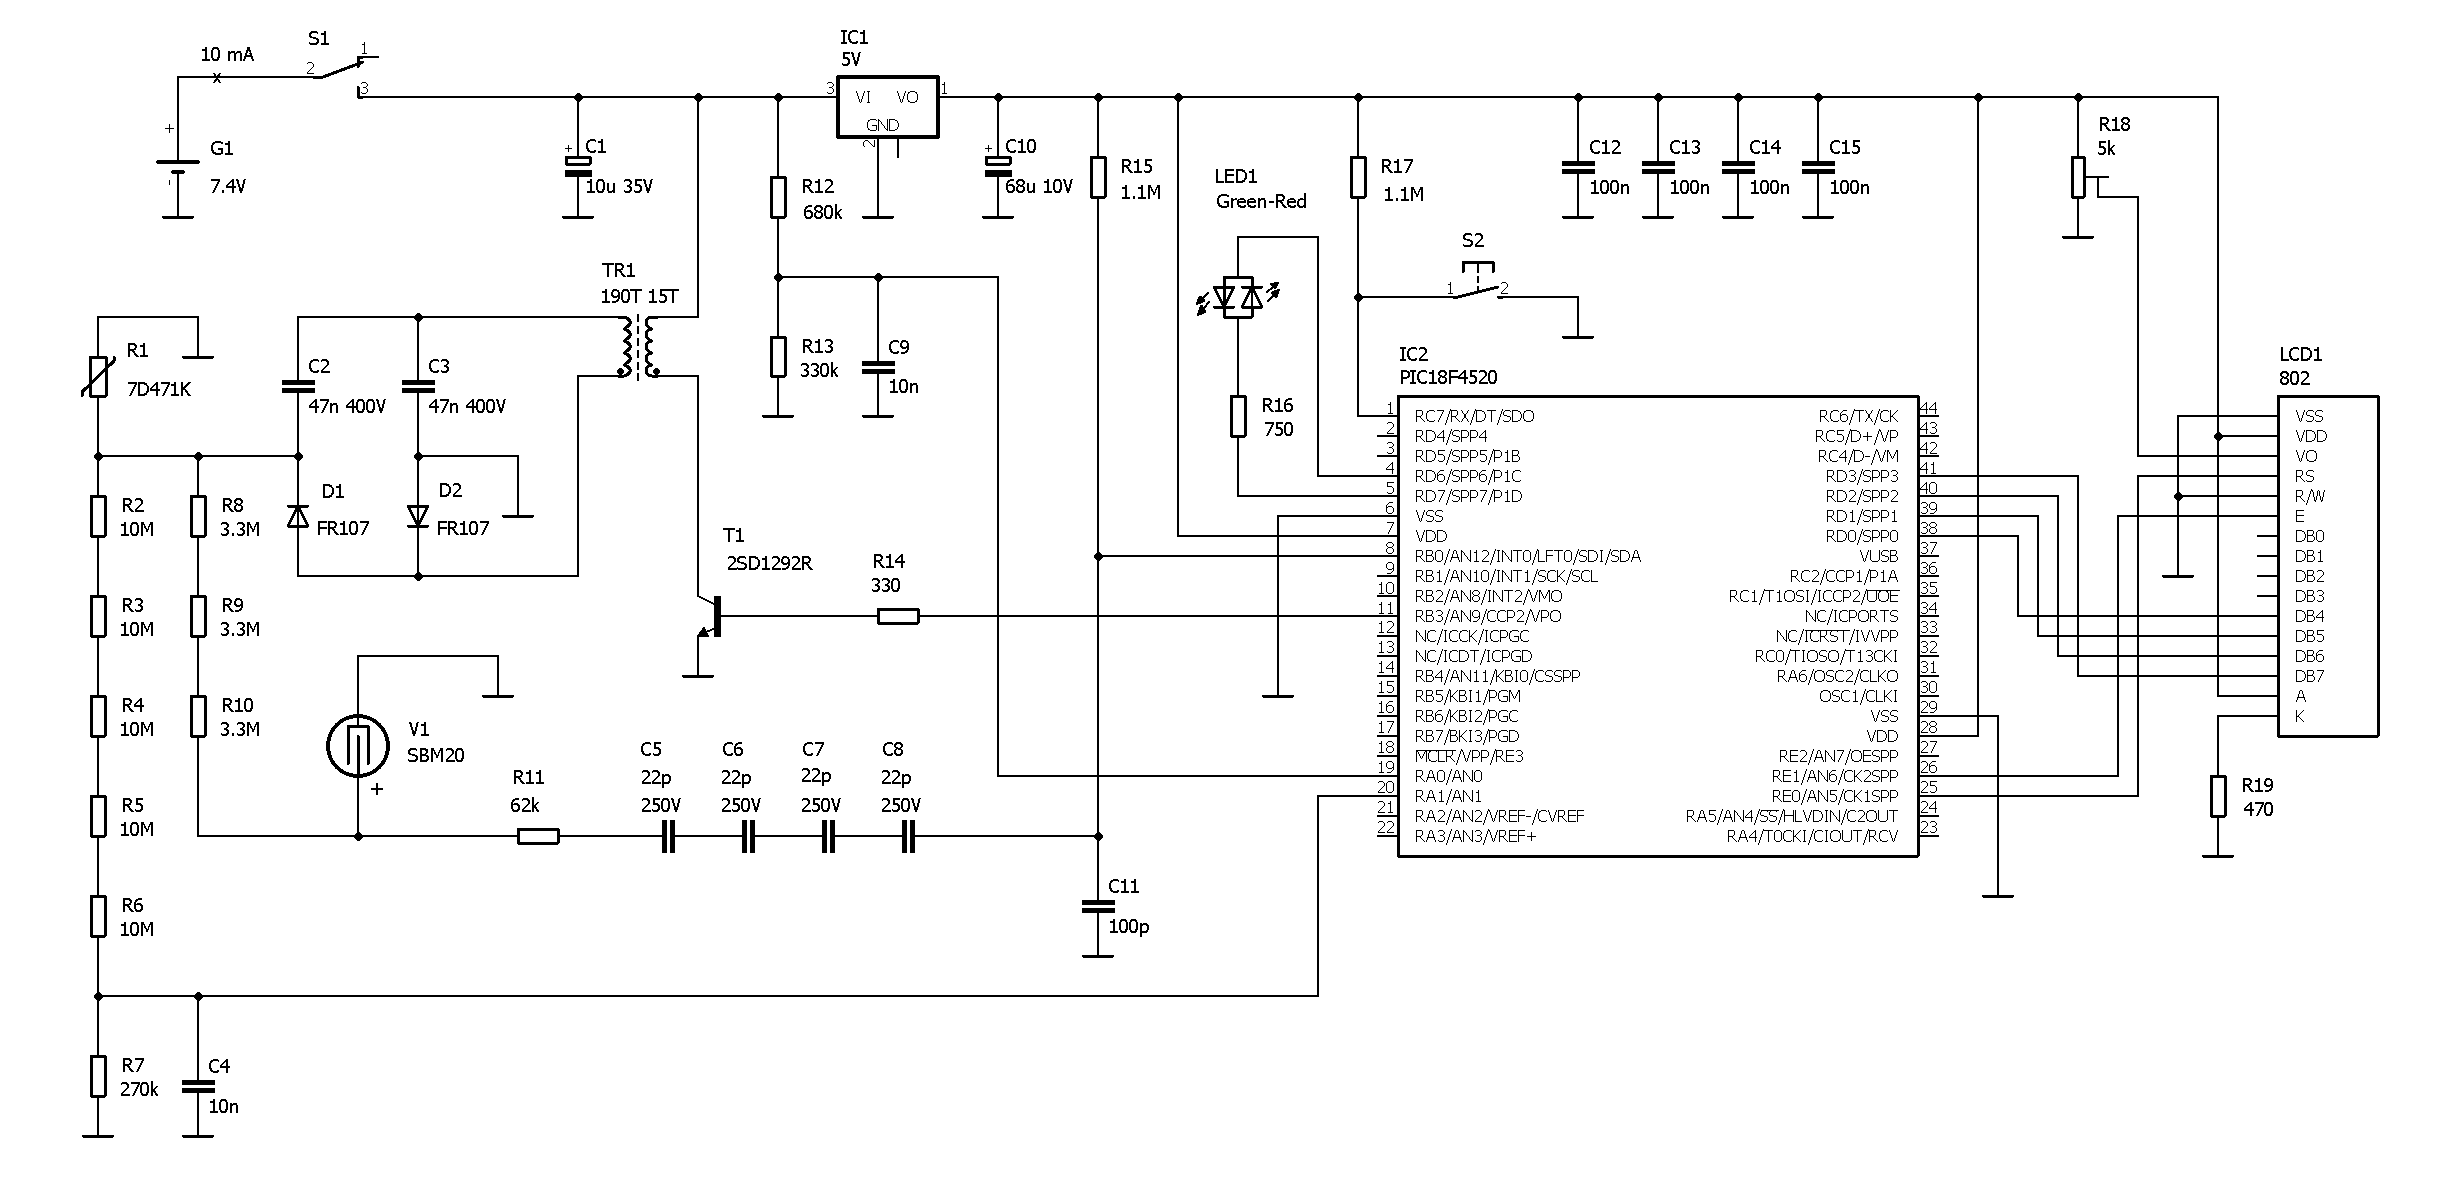 10 mA
x
S1
1
2
3
+
G1
-
7.4V
+
C1
10u 35V
IC1
5V
3
VI
VO
1
GND
2
+
C10
68u 10V
R12
680k
R15
1.1M
LED1
Green-Red
R17
1.1M
C12
100n
C13
100n
C14
100n
C15
100n
R18
5k
S2
1
2
TR1
190T 15T
R1
7D471K
C2
47n 400V
C3
47n 400V
R13
330k
C9
10n
R16
750
R2
10M
R8
3.3M
D1
FR107
D2
FR107
T1
2SD1292R
R14
330
R3
10M
R9
3.3M
R4
10M
R10
3.3M
V1
SBM20
+
R11
62k
C5
22p
250V
C6
22p
250V
C7
22p
250V
C8
22p
250V
R5
10M
R6
10M
C11
100p
R7
270k
C4
10n
IC2
PIC18F4520
1 RC7/RX/DT/SDO
2 RD4/SPP4
3 RD5/SPP5/P1B
4 RD6/SPP6/P1C
5 RD7/SPP7/P1D
6 VSS
7 VDD
8 RB0/AN12/INT0/LFT0/SDI/SDA
9 RB1/AN10/INT1/SCK/SCL
10 RB2/AN8/INT2/VMO
11 RB3/AN9/CCP2/VPO
12 NC/ICCK/ICPGC
13 NC/ICDT/ICPGD
14 RB4/AN11/KBI0/CSSPP
15 RB5/KBI1/PGM
16 RB6/KBI2/PGC
17 RB7/BKI3/PGD
18 MCLR/VPP/RE3
19 RA0/AN0
20 RA1/AN1
21 RA2/AN2/VREF-/CVREF
22 RA3/AN3/VREF+
RC6/TX/CK 44
RC5/D+/VP 43
RC4/D-/VM 42
RD3/SPP3 41
RD2/SPP2 40
RD1/SPP1 39
RD0/SPP0 38
VUSB 37
RC2/CCP1/P1A 36
RC1/T1OSI/ICCP2/UOE 35
NC/ICPORTS 34
NC/ICRST/IVVPP 33
RC0/TIOSO/T13CKI 32
RA6/OSC2/CLKO 31
OSC1/CLKI 30
VSS 29
VDD 28
RE2/AN7/OESPP 27
RE1/AN6/CK2SPP 26
RE0/AN5/CK1SPP 25
RA5/AN4/SS/HLVDIN/C2OUT 24
RA4/T0CKI/CIOUT/RCV 23
LCD1
802
VSS
VDD
VO
RS
R/W
E
DB0
DB1
DB2
DB3
DB4
DB5
DB6
DB7
A
K
R19
470